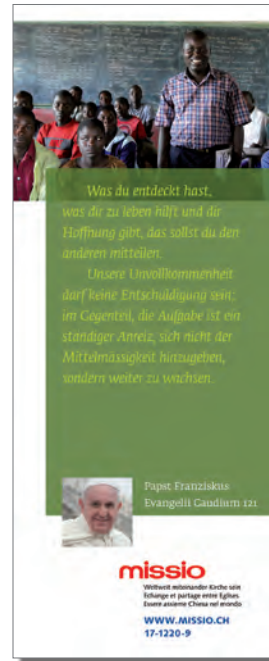 Was du entdeckt hast,
was dir zu leben hilft und dir
Hoffnung gibt, das sollst du den
anderen mitteilen.
Unsere Unvollkommenheit
darf keine Entschuldigung sein;
im Gegenteil, die Aufgabe ist ein
ständiger Anreiz, sich nicht der
Mittelmässigkeit hinzugeben,
sondern weiter zu wachsen.
Papst Franziskus
Evangelii Gaudium 121
missio
Weltweit miteinander Kirche sein
Échange et partage entre Églises
Essere assieme Chiesa nel mondo
WWW.MISSIO.CH
17-1220-9